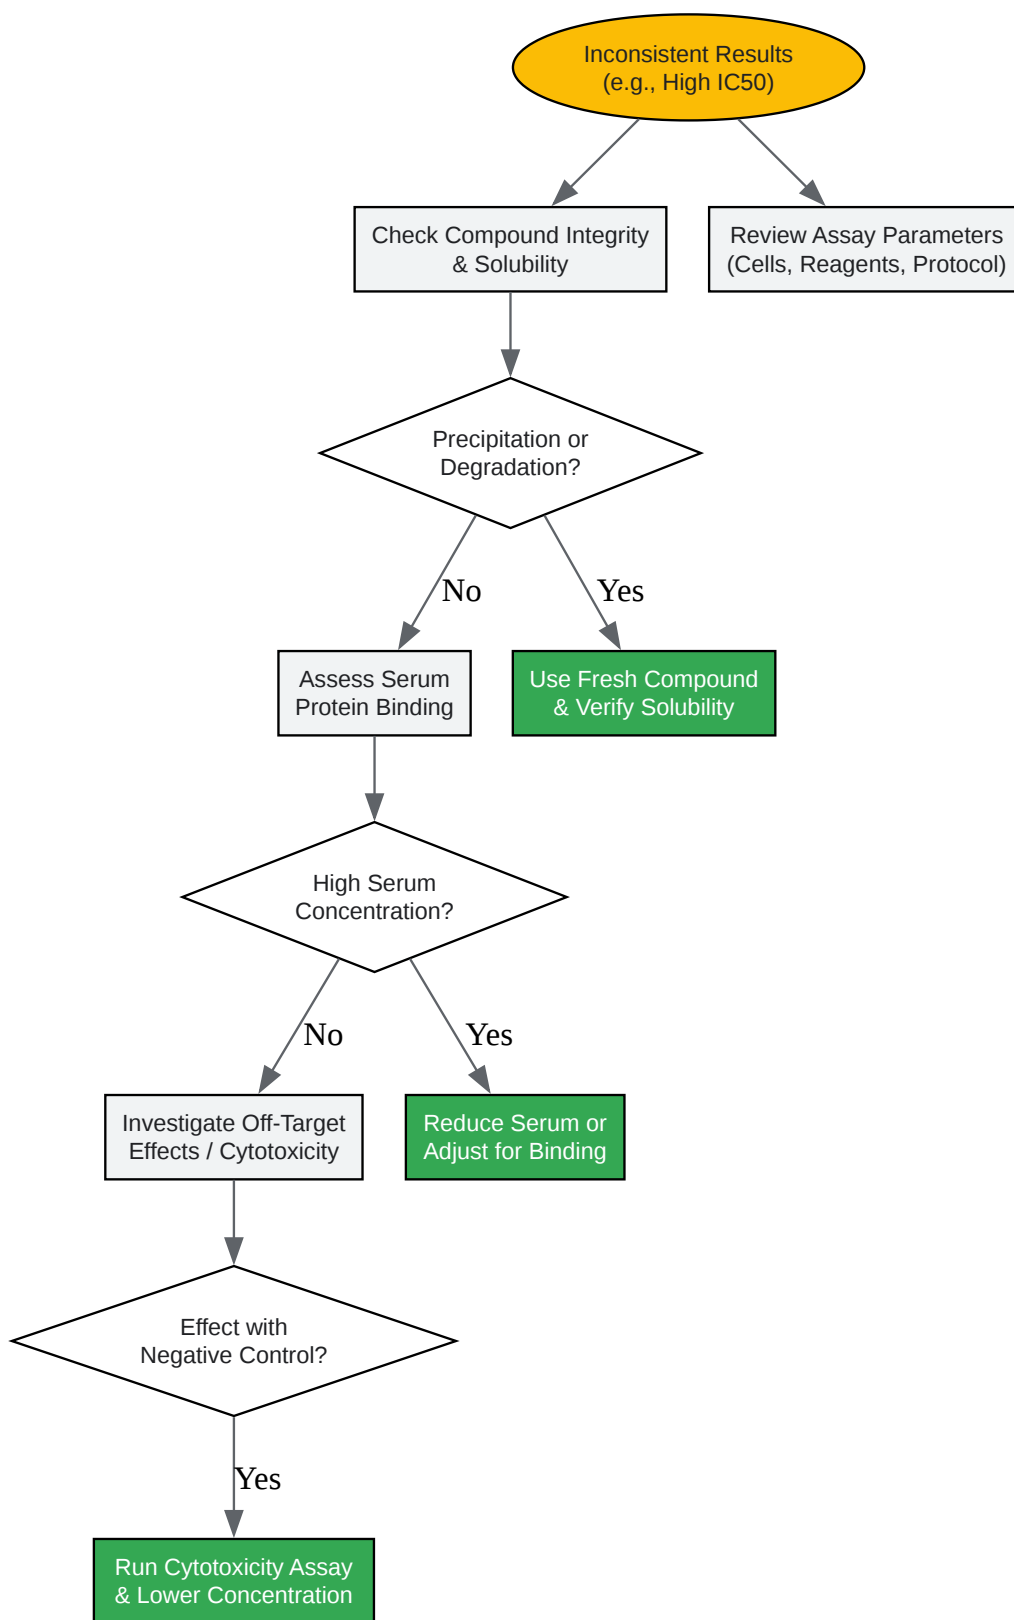 Inconsistent Results
(e.g., High IC50)
Check Compound Integrity
& Solubility
Review Assay Parameters
(Cells, Reagents, Protocol)
Precipitation or
Degradation?
No
Yes
Assess Serum
Protein Binding
Use Fresh Compound
& Verify Solubility
High Serum
Concentration?
No
Yes
Investigate Off-Target
Effects / Cytotoxicity
Reduce Serum or
Adjust for Binding
Effect with
Negative Control?
Yes
Run Cytotoxicity Assay
& Lower Concentration